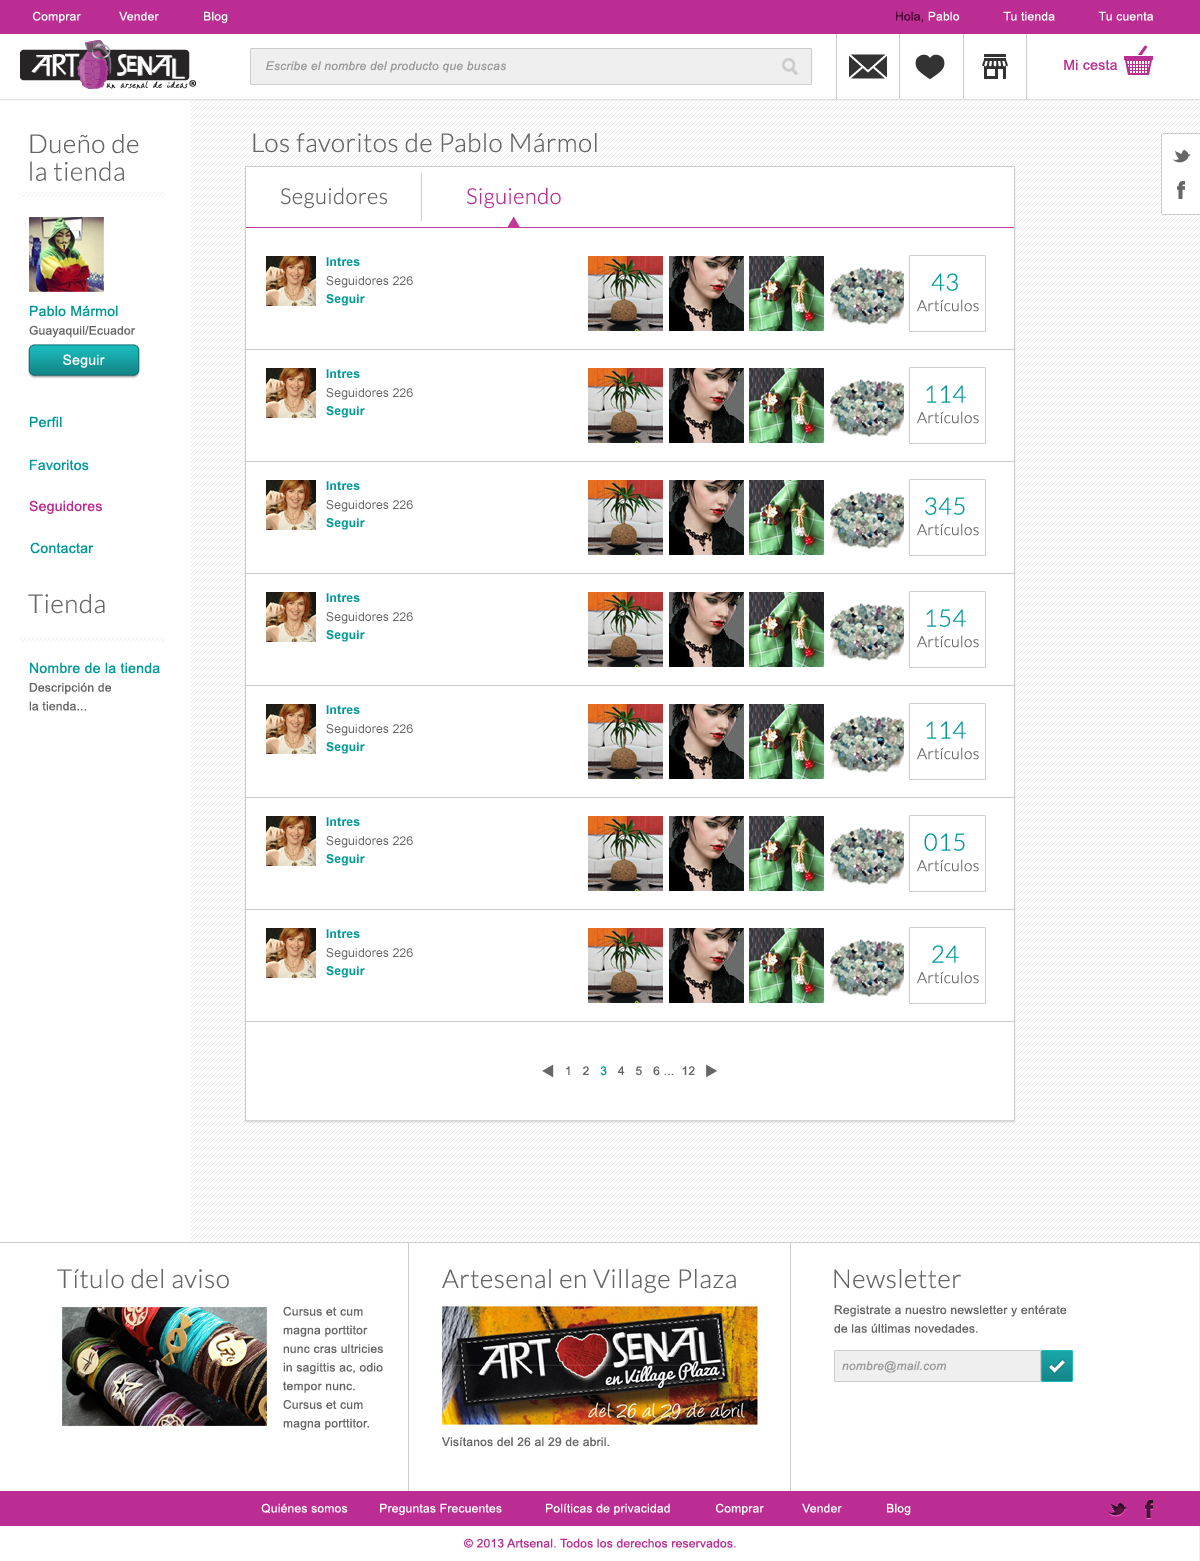 Comprar Vender Blog Hola, Pablo Tu tienda Tu cuenta
ART SENAL
un arsenal de ideas®
Escribe el nombre del producto que buscas
Mi cesta
Dueño de
la tienda
Pablo Mármol
Guayaquil/Ecuador
Seguir
Perfil
Favoritos
Seguidores
Contactar
Tienda
Nombre de la tienda
Descripción de
la tienda...
Los favoritos de Pablo Mármol
Seguidores Siguiendo
Intres
Seguidores 226
Seguir
43
Artículos
Intres
Seguidores 226
Seguir
114
Artículos
Intres
Seguidores 226
Seguir
345
Artículos
Intres
Seguidores 226
Seguir
154
Artículos
Intres
Seguidores 226
Seguir
114
Artículos
Intres
Seguidores 226
Seguir
015
Artículos
Intres
Seguidores 226
Seguir
24
Artículos
1 2 3 4 5 6 ... 12
Título del aviso
Cursus et cum
magna porttitor
nunc cras ultricies
in sagittis ac, odio
tempor nunc.
Cursus et cum
magna porttitor.
Artesenal en Village Plaza
ART SENAL
en Village Plaza
del 26 al 29 de abril
Visítanos del 26 al 29 de abril.
Newsletter
Registrate a nuestro newsletter y entérate
de las últimas novedades.
nombre@mail.com
Quiénes somos Preguntas Frecuentes Políticas de privacidad Comprar Vender Blog
© 2013 Artsenal. Todos los derechos reservados.